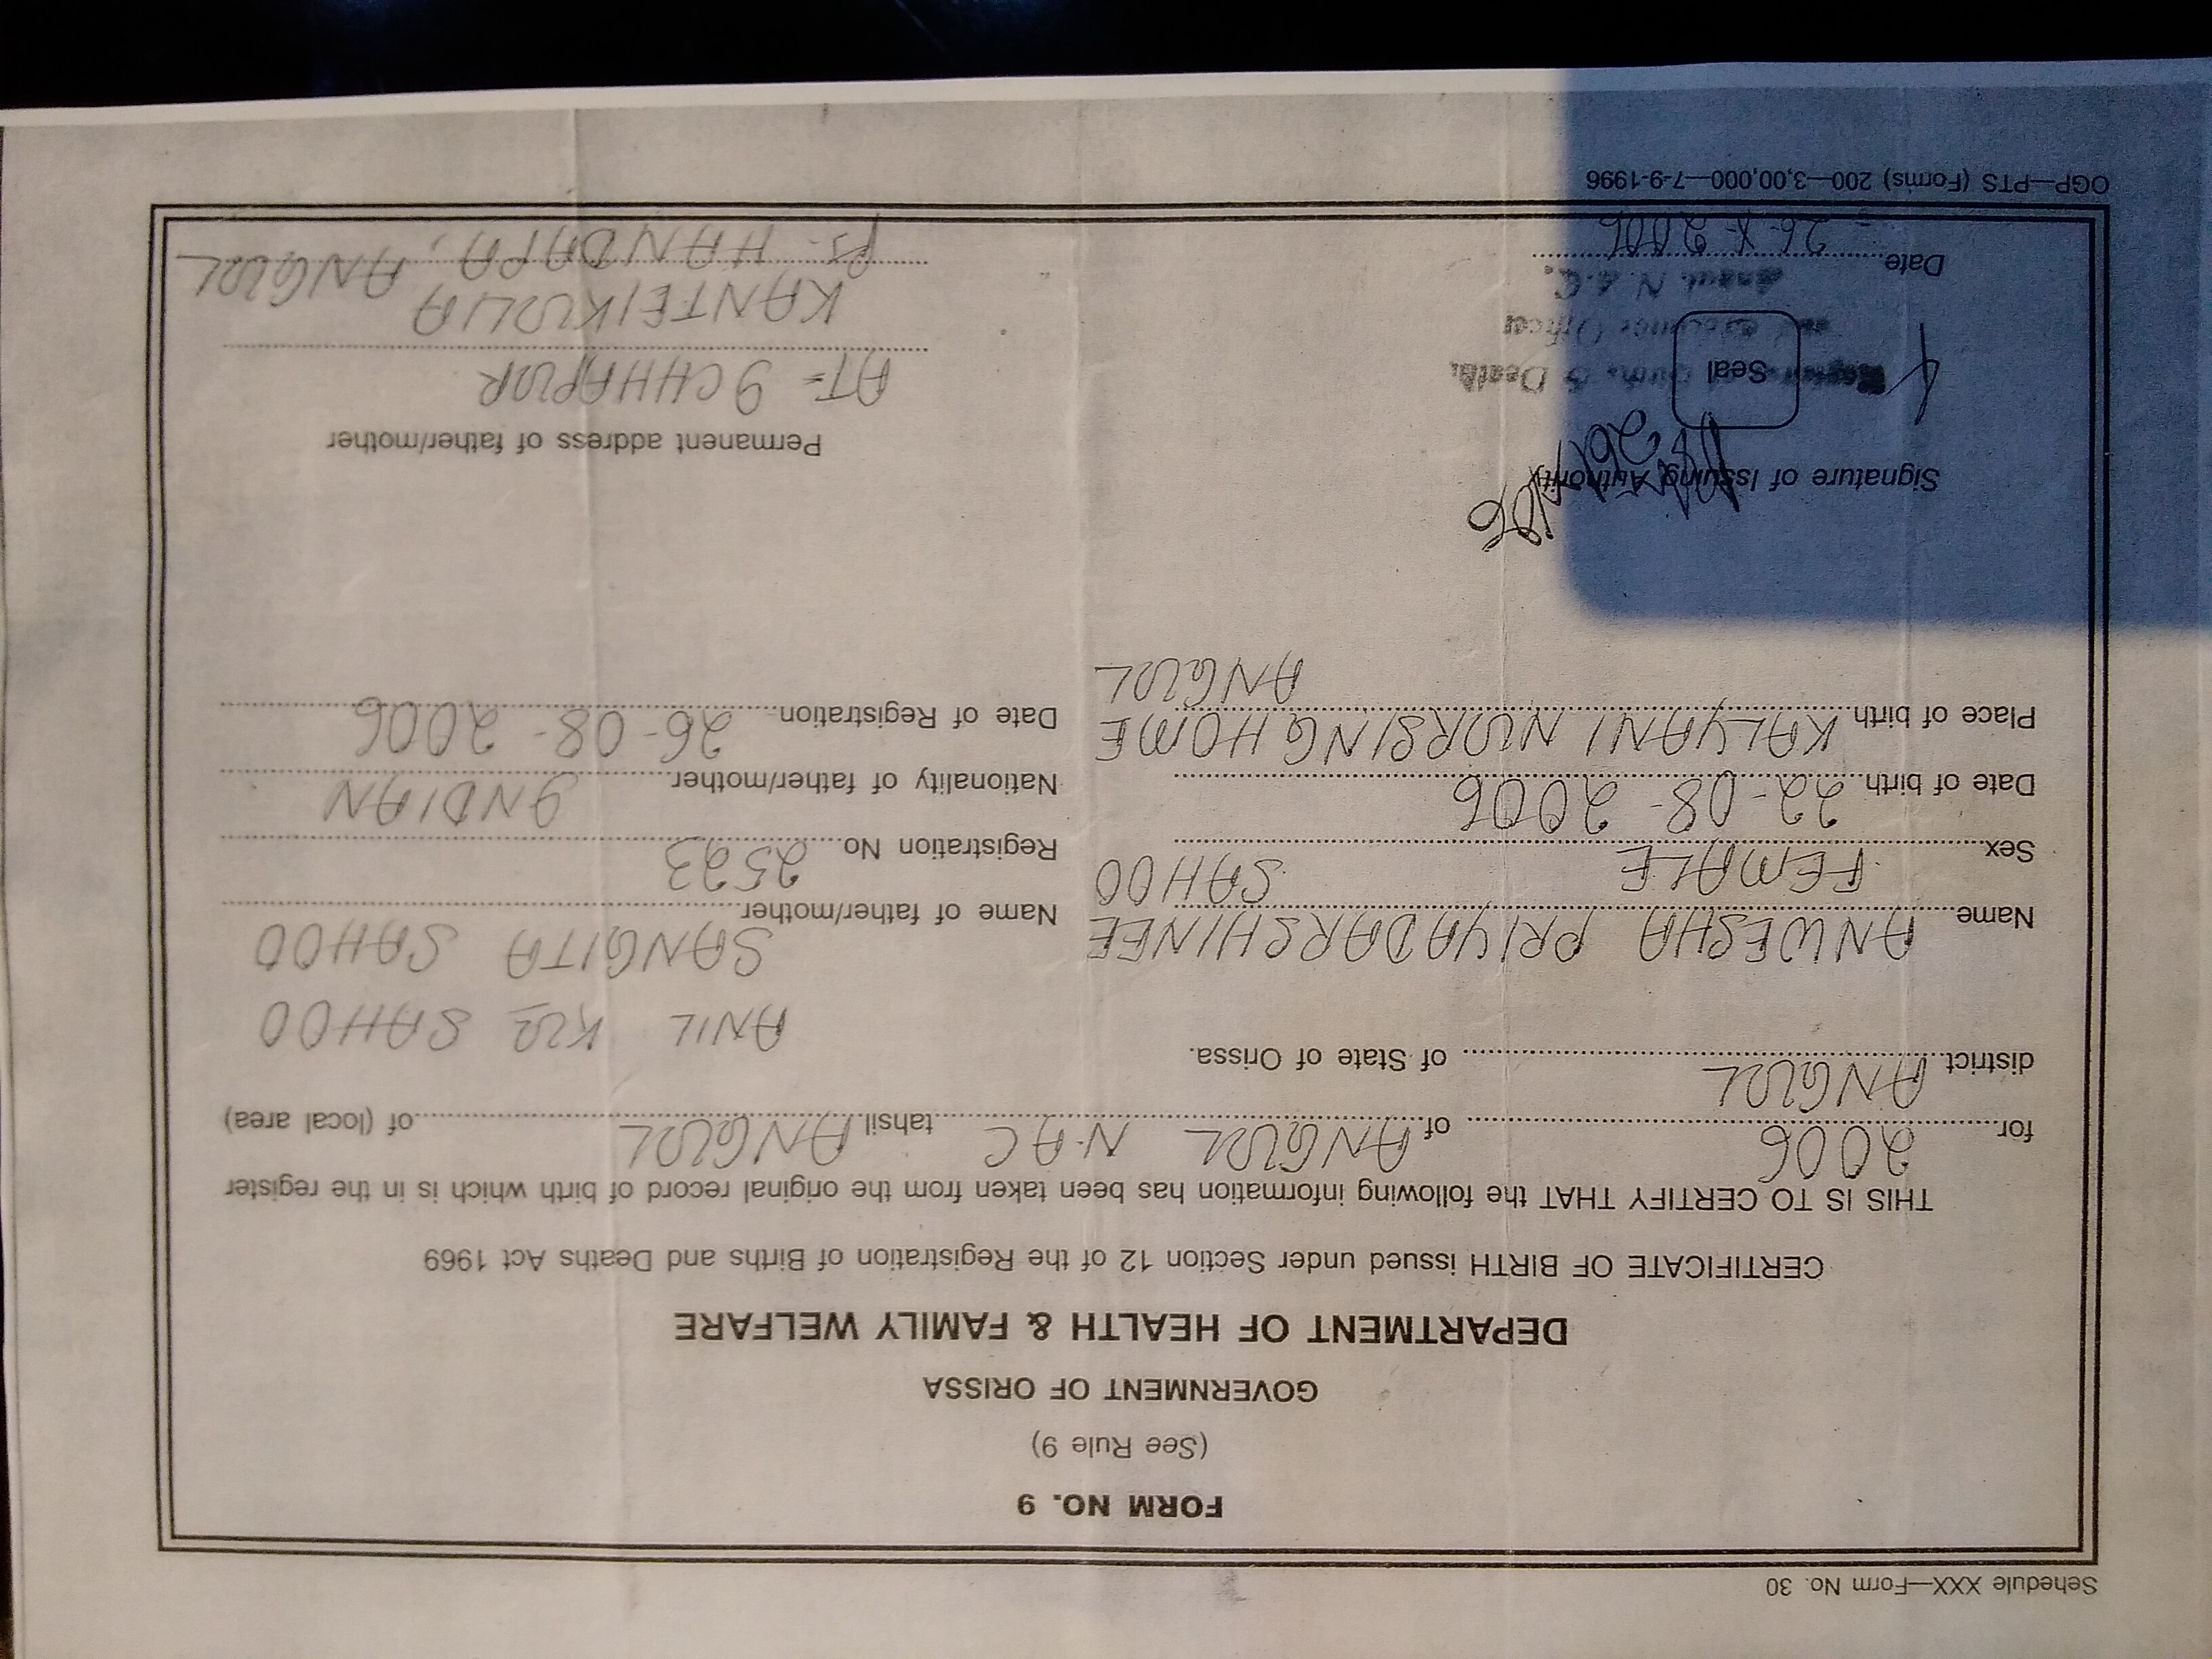 Schedule XXX—Form No. 30
FORM NO. 9
(See Rule 9)
GOVERNMENT OF ORISSA
DEPARTMENT OF HEALTH & FAMILY WELFARE
CERTIFICATE OF BIRTH issued under Section 12 of the Registration of Births and Deaths Act 1969
THIS IS TO CERTIFY THAT the following information has been taken from the original record of birth which is in the register
for 2006 of ANGUL N.A.C tahsil ANGUL of (local area)
district ANGUL of State of Orissa.
Name ANWESHA PRIYADARSHINEE
SAHOO
Sex FEMALE
Date of birth 22-08-2006
Place of birth KALYANI NURSING HOME
ANGUL
ANIL KU SAHOO
SANGITA SAHOO
Name of father/mother
Registration No 2523
Nationality of father/mother INDIAN
Date of Registration 26-08-2006
Signature of Issuing Authority
Seal
Deaths
Officer
N.A.C.
Date 26-X-2006
Permanent address of father/mother
AT- ICHHAPUR
KANTEIKULIA
PS- HANDAPA, ANGUL
OGP—PTS (Forms) 200—3,00,000—7-9-1996